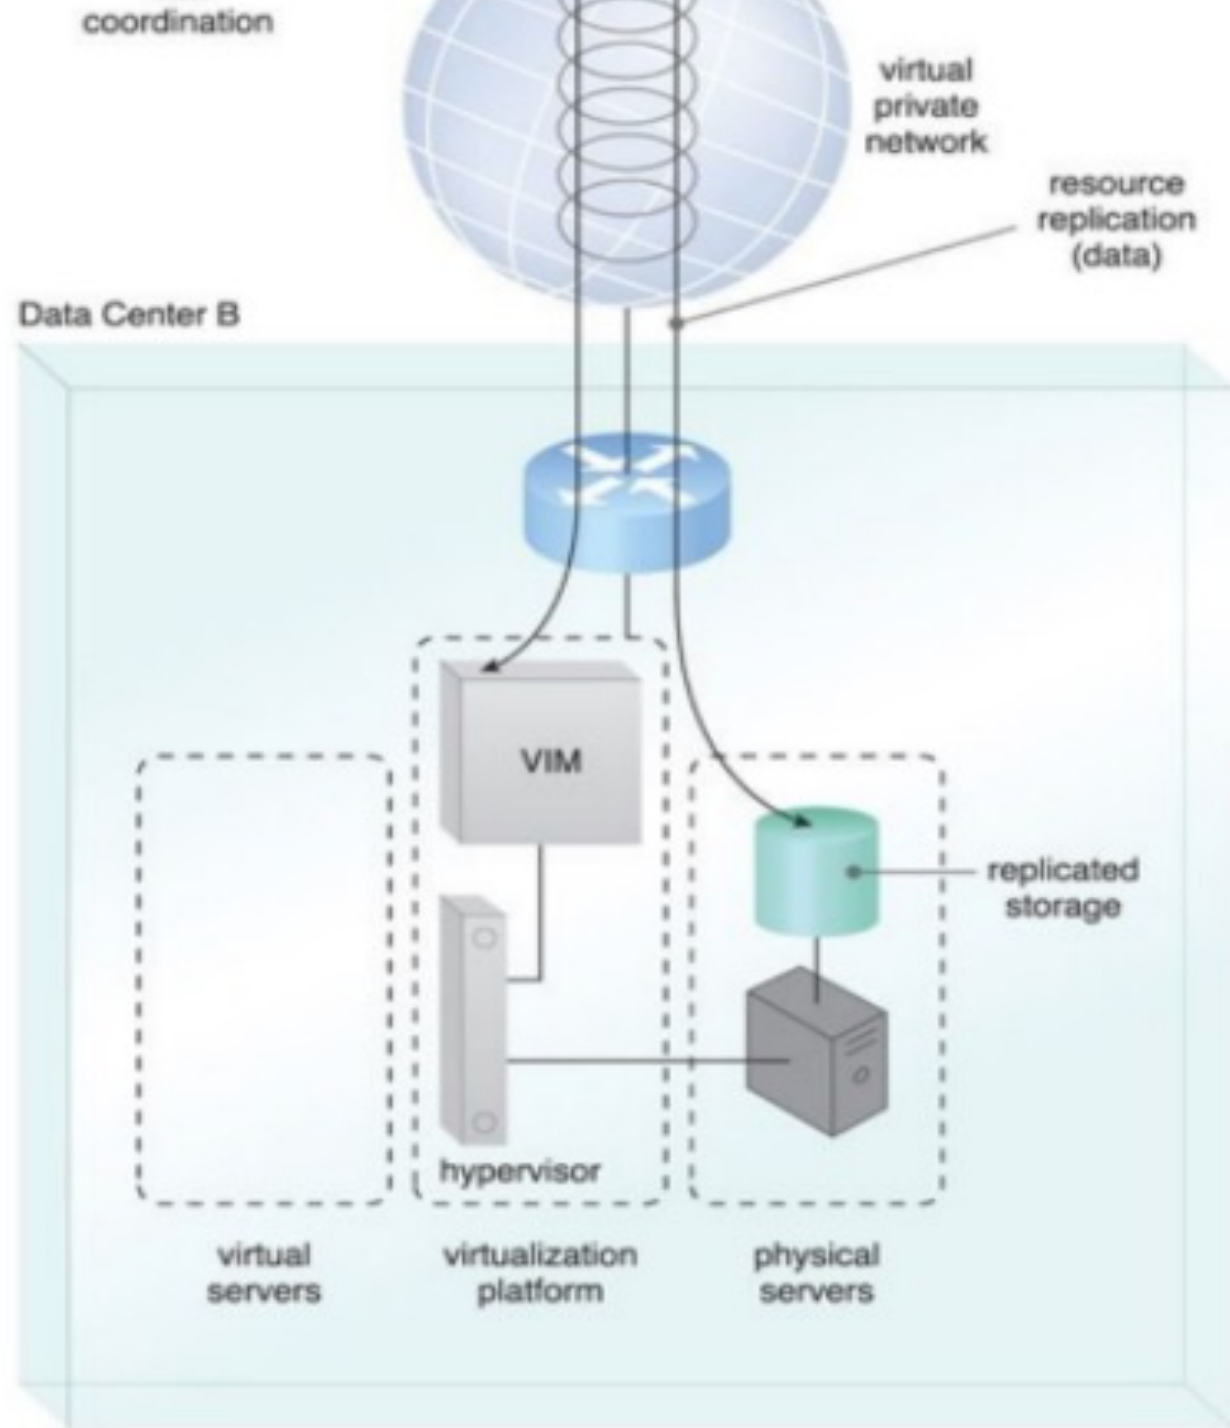 coordination
virtual
private
network
resource
replication
(data)
Data Center B
VIM
replicated
storage
hypervisor
virtual
servers
virtualization
platform
physical
servers